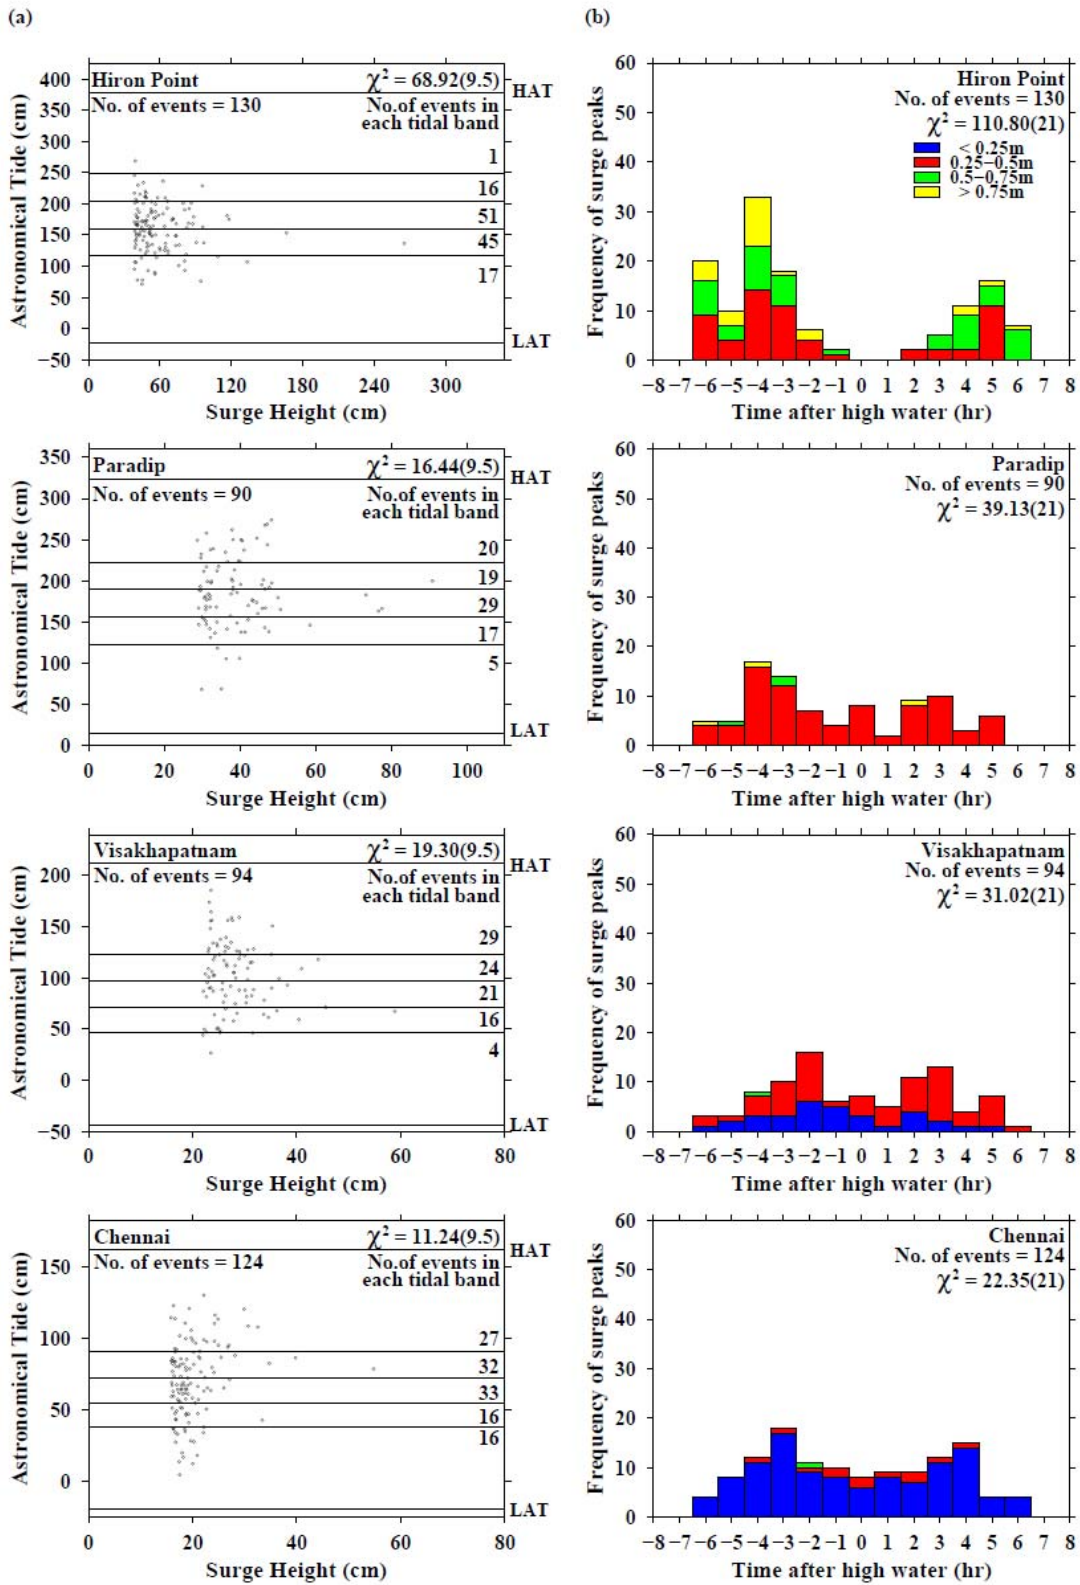 (a)
(b)
Hiron Point
χ² = 68.92(9.5)
HAT
No. of events = 130
No. of events in
each tidal band
1
16
51
45
17
LAT
400
350
300
250
200
150
100
50
0
−50
Astronomical Tide (cm)
0 60 120 180 240 300
Surge Height (cm)
Hiron Point
No. of events = 130
χ² = 110.80(21)
< 0.25m
0.25−0.5m
0.5−0.75m
> 0.75m
60
50
40
30
20
10
0
Frequency of surge peaks
−8 −7 −6 −5 −4 −3 −2 −1 0 1 2 3 4 5 6 7 8
Time after high water (hr)
Paradip
χ² = 16.44(9.5)
HAT
No. of events = 90
No.of events in
each tidal band
20
19
29
17
5
LAT
350
300
250
200
150
100
50
0
Astronomical Tide (cm)
0 20 40 60 80 100
Surge Height (cm)
Paradip
No. of events = 90
χ² = 39.13(21)
60
50
40
30
20
10
0
Frequency of surge peaks
−8 −7 −6 −5 −4 −3 −2 −1 0 1 2 3 4 5 6 7 8
Time after high water (hr)
Visakhapatnam
χ² = 19.30(9.5)
HAT
No. of events = 94
No.of events in
each tidal band
29
24
21
16
4
LAT
200
150
100
50
0
−50
Astronomical Tide (cm)
0 20 40 60 80
Surge Height (cm)
Visakhapatnam
No. of events = 94
χ² = 31.02(21)
60
50
40
30
20
10
0
Frequency of surge peaks
−8 −7 −6 −5 −4 −3 −2 −1 0 1 2 3 4 5 6 7 8
Time after high water (hr)
Chennai
χ² = 11.24(9.5)
HAT
No. of events = 124
No.of events in
each tidal band
27
32
33
16
16
LAT
150
100
50
0
Astronomical Tide (cm)
0 20 40 60 80
Surge Height (cm)
Chennai
No. of events = 124
χ² = 22.35(21)
60
50
40
30
20
10
0
Frequency of surge peaks
−8 −7 −6 −5 −4 −3 −2 −1 0 1 2 3 4 5 6 7 8
Time after high water (hr)